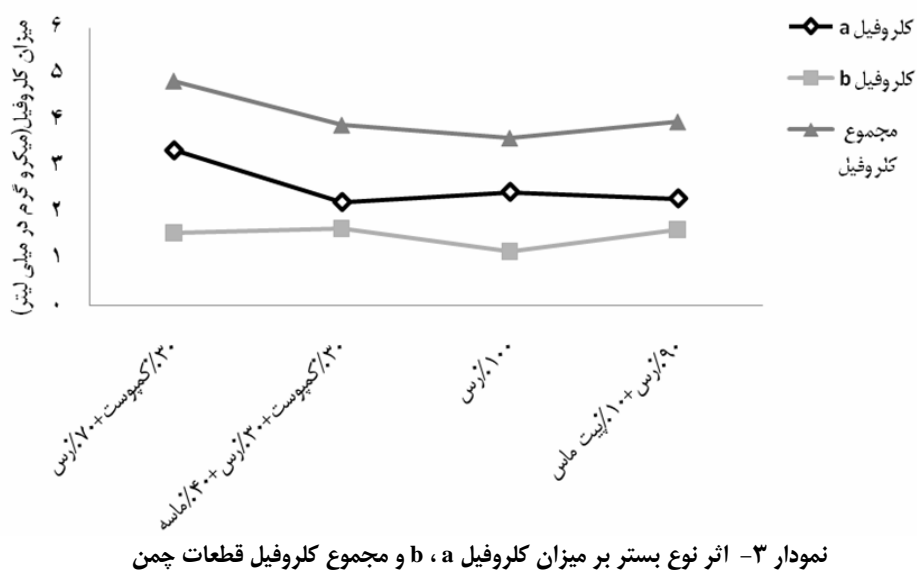 میزان کلروفیل(میکرو گرم در میلی لیتر)
۶
۵
۴
۳
۲
۱
۰
کلروفیل a
کلروفیل b
مجموع
کلروفیل
۳۰٪کمپوست+۷۰٪رس
۳۰٪کمپوست+۳۰٪رس+۴۰٪ماسه
۱۰۰٪رس
۹۰٪رس+۱۰٪پیت ماس
نمودار ۳- اثر نوع بستر بر میزان کلروفیل b ، a و مجموع کلروفیل قطعات چمن